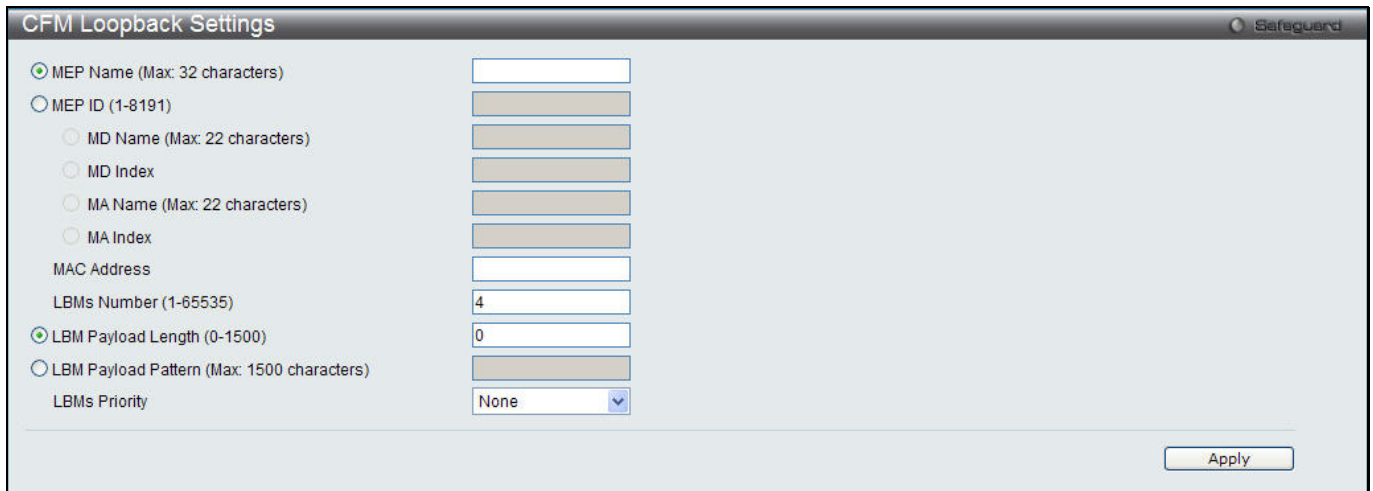 CFM Loopback Settings
Safeguard
MEP Name (Max: 32 characters)
MEP ID (1-8191)
MD Name (Max: 22 characters)
MD Index
MA Name (Max: 22 characters)
MA Index
MAC Address
LBMs Number (1-65535) 4
LBM Payload Length (0-1500) 0
LBM Payload Pattern (Max: 1500 characters)
LBMs Priority None
Apply